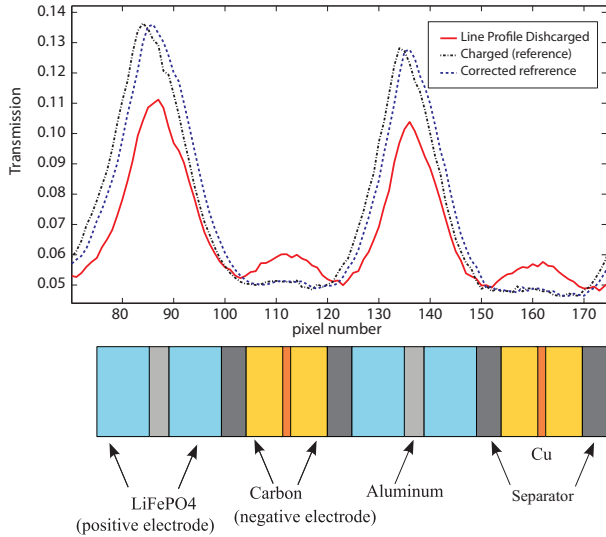 0.14
0.13
0.12
0.11
0.10
0.09
0.08
0.07
0.06
0.05
Transmission
Line Profile Dishcarged
Charged (reference)
Corrected refrerence
80 90 100 110 120 130 140 150 160 170
pixel number
Cu
LiFePO4
(positive electrode)
Carbon
(negative electrode)
Aluminum
Separator